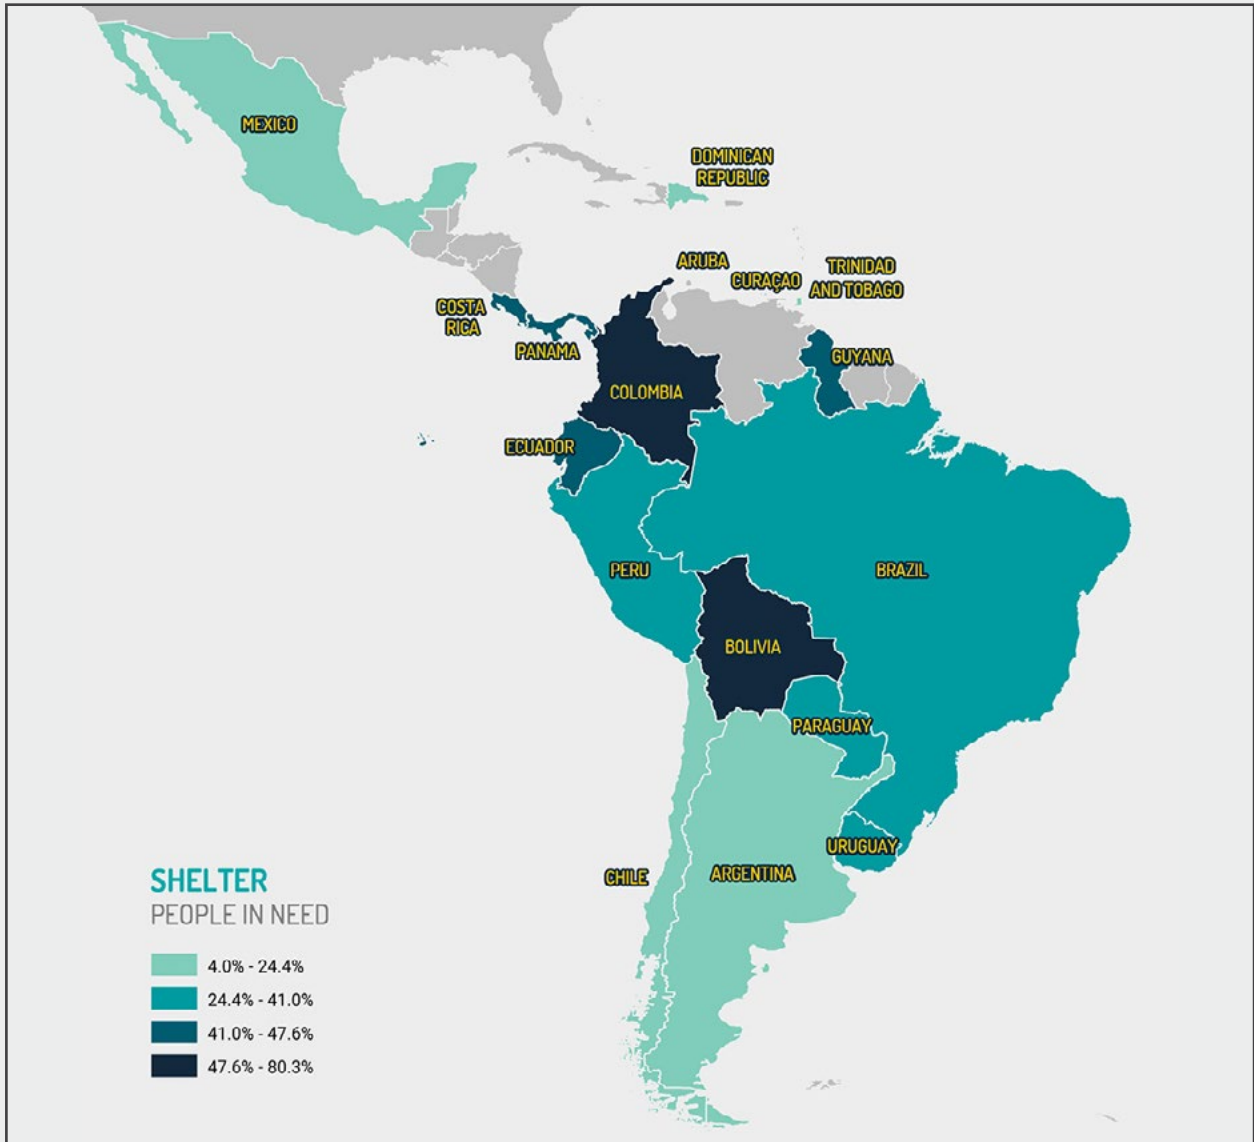 MEXICO
DOMINICAN
REPUBLIC
ARUBA
CURAÇAO
TRINIDAD
AND TOBAGO
COSTA
RIGA
PANAMA
GUYANA
COLOMBIA
ECUADOR
PERU
BRAZIL
BOLIVIA
PARAGUAY
URUGUAY
CHILE
ARGENTINA
SHELTER
PEOPLE IN NEED
4.0% - 24.4%
24.4% - 41.0%
41.0% - 47.6%
47.6% - 80.3%